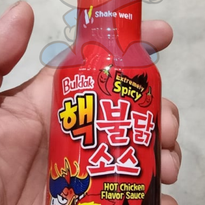 Shake well
Buldak
Extremely
Spicy
핵불닭
소스
HOT Chicken
Flavor Sauce